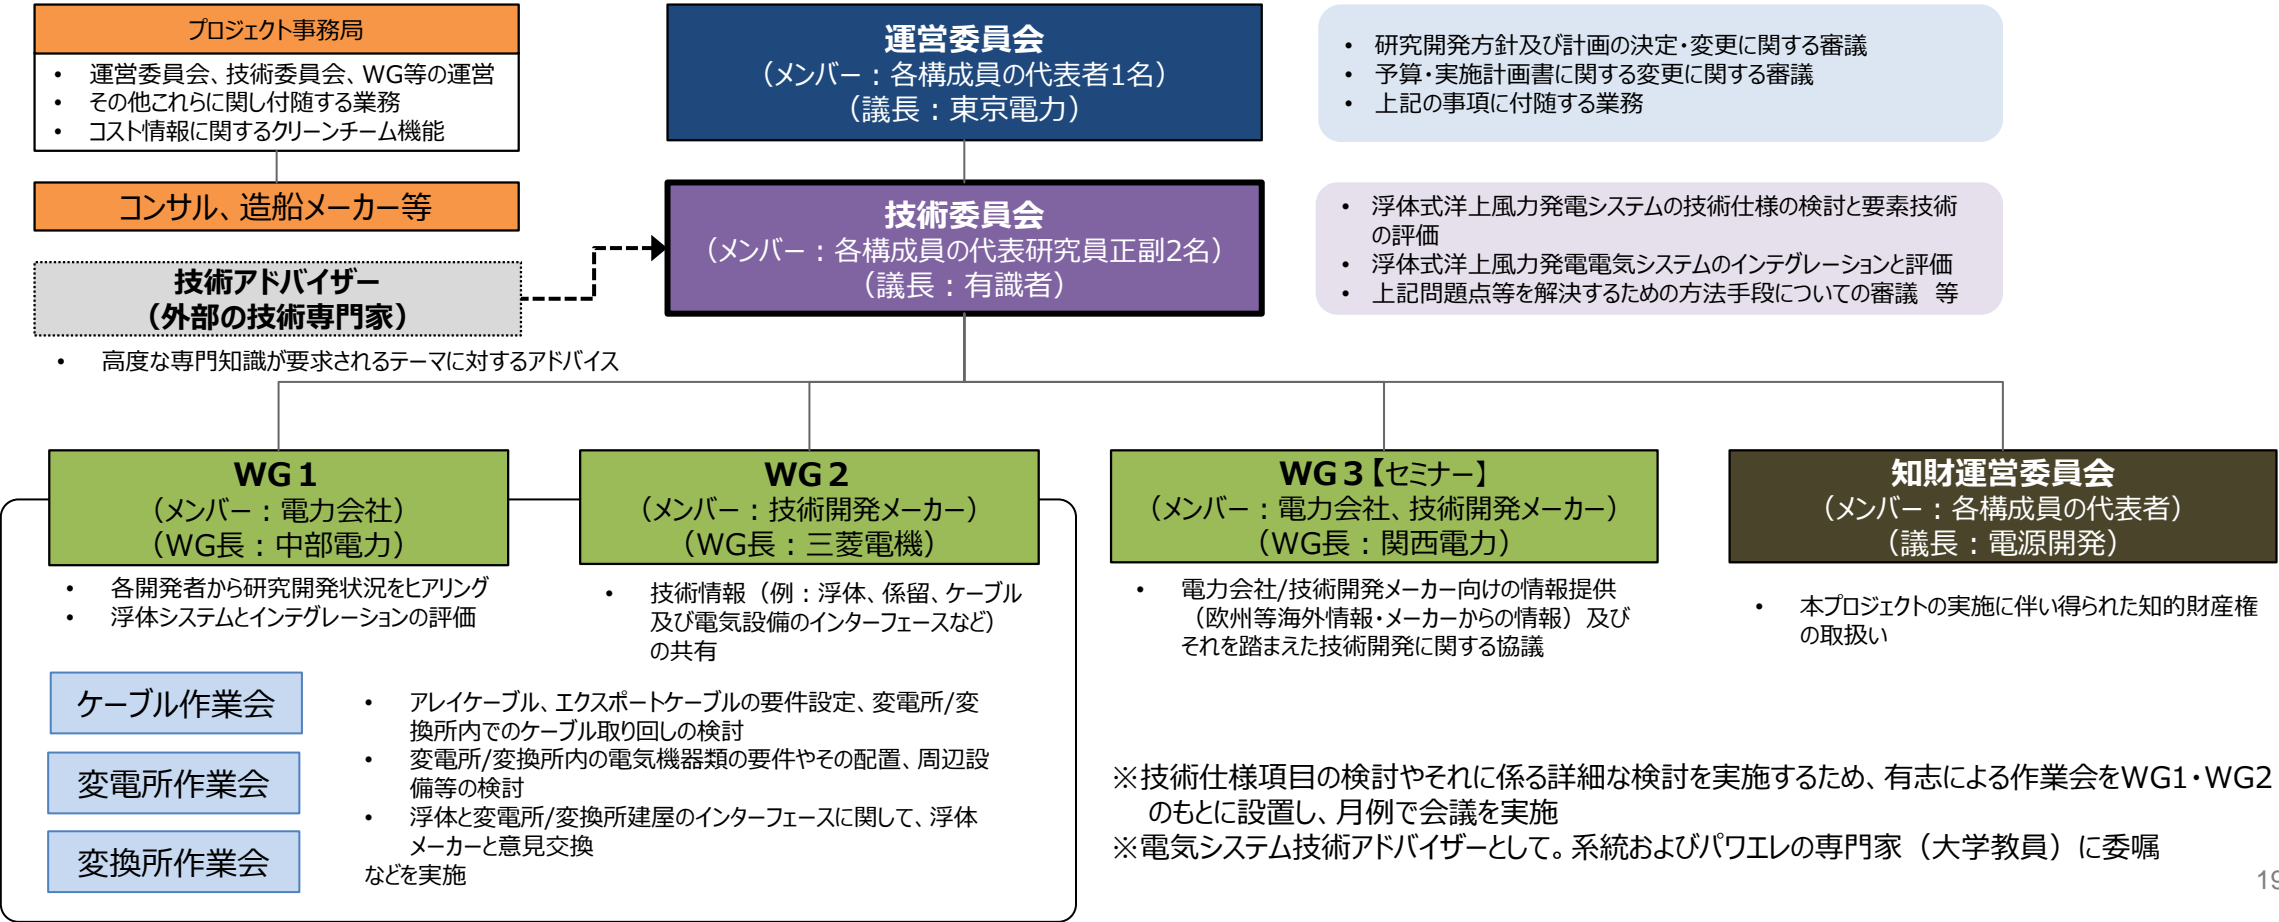 プロジェクト事務局
• 運営委員会、技術委員会、WG等の運営
• その他これらに関し付随する業務
• コスト情報に関するクリーンチーム機能
コンサル、造船メーカー等
技術アドバイザー
（外部の技術専門家）
• 高度な専門知識が要求されるテーマに対するアドバイス
運営委員会
（メンバー：各構成員の代表者1名）
（議長：東京電力）
• 研究開発方針及び計画の決定・変更に関する審議
• 予算・実施計画書に関する変更に関する審議
• 上記の事項に付随する業務
技術委員会
（メンバー：各構成員の代表研究員正副2名）
（議長：有識者）
• 浮体式洋上風力発電システムの技術仕様の検討と要素技術
の評価
• 浮体式洋上風力発電電気システムのインテグレーションと評価
• 上記問題点等を解決するための方法手段についての審議　等
WG１
（メンバー：電力会社）
（WG長：中部電力）
• 各開発者から研究開発状況をヒアリング
• 浮体システムとインテグレーションの評価
WG２
（メンバー：技術開発メーカー）
（WG長：三菱電機）
• 技術情報（例：浮体、係留、ケーブル
及び電気設備のインターフェースなど）
の共有
WG３【セミナー】
（メンバー：電力会社、技術開発メーカー）
（WG長：関西電力）
• 電力会社/技術開発メーカー向けの情報提供
（欧州等海外情報・メーカーからの情報）及び
それを踏まえた技術開発に関する協議
知財運営委員会
（メンバー：各構成員の代表者）
（議長：電源開発）
• 本プロジェクトの実施に伴い得られた知的財産権
の取扱い
ケーブル作業会
変電所作業会
変換所作業会
• アレイケーブル、エクスポートケーブルの要件設定、変電所/変
換所内でのケーブル取り回しの検討
• 変電所/変換所内の電気機器類の要件やその配置、周辺設
備等の検討
• 浮体と変電所/変換所建屋のインターフェースに関して、浮体
メーカーと意見交換
などを実施
※技術仕様項目の検討やそれに係る詳細な検討を実施するため、有志による作業会をWG1・WG2
のもとに設置し、月例で会議を実施
※電気システム技術アドバイザーとして。系統およびパワエレの専門家（大学教員）に委嘱
19